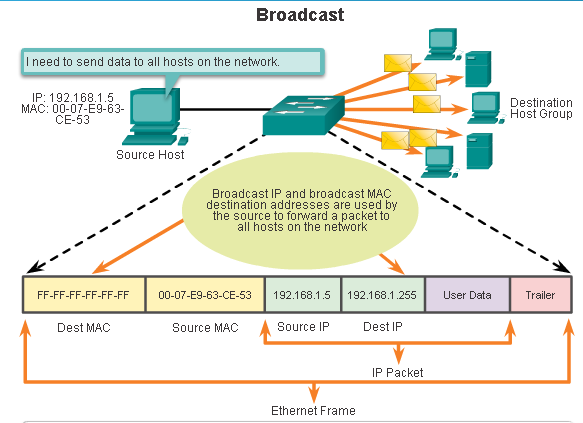 Broadcast
I need to send data to all hosts on the network.
IP: 192.168.1.5
MAC: 00-07-E9-63-
CE-53
Source Host
Destination
Host Group
Broadcast IP and broadcast MAC
destination addresses are used by
the source to forward a packet to
all hosts on the network
FF-FF-FF-FF-FF-FF
00-07-E9-63-CE-53
192.168.1.5
192.168.1.255
User Data
Trailer
Dest MAC
Source MAC
Source IP
Dest IP
IP Packet
Ethernet Frame